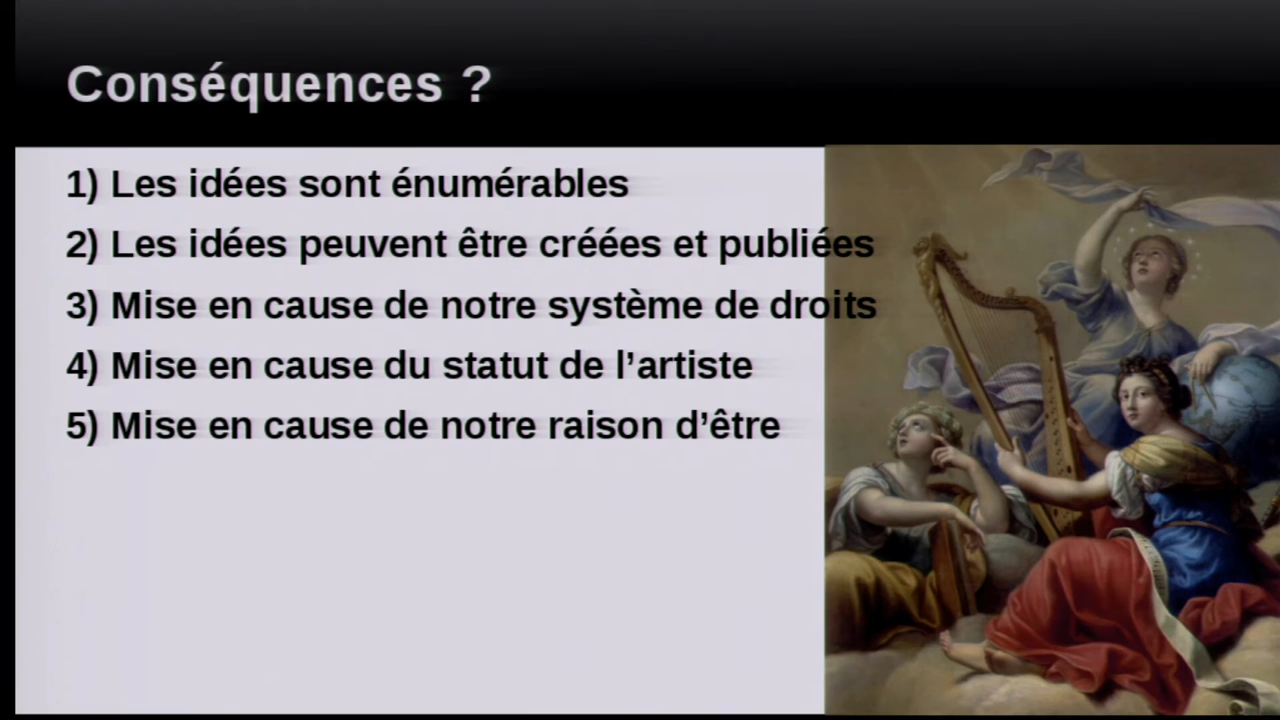 Conséquences ?
1) Les idées sont énumérables
2) Les idées peuvent être créées et publiées
3) Mise en cause de notre système de droits
4) Mise en cause du statut de l’artiste
5) Mise en cause de notre raison d’être